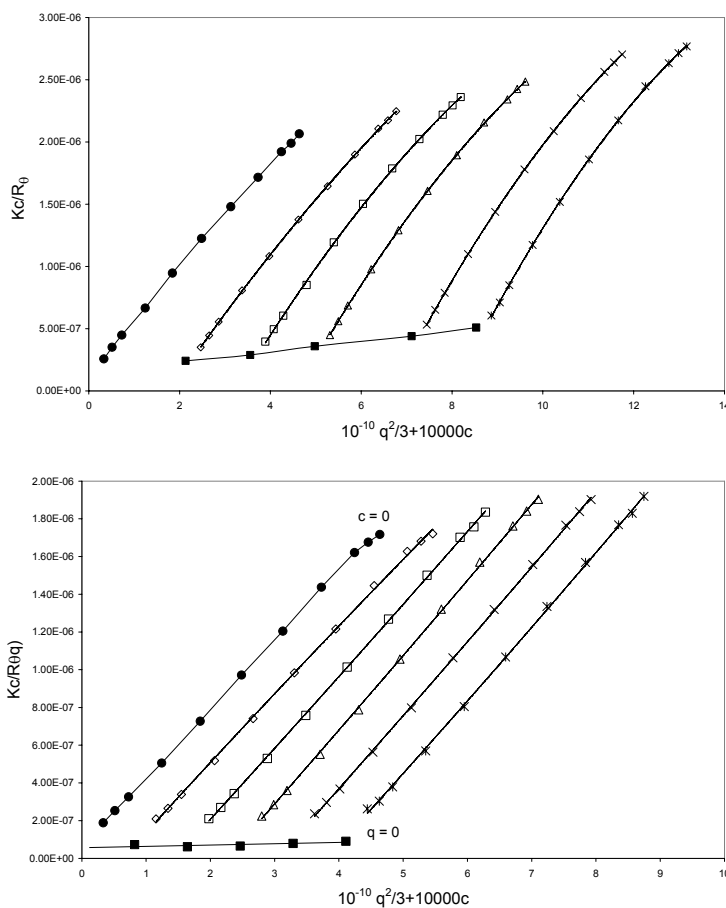 Kc/Rθ
3.00E-06
2.50E-06
2.00E-06
1.50E-06
1.00E-06
5.00E-07
0.00E+00
0 2 4 6 8 10 12 14
10⁻¹⁰ q²/3+10000c
Kc/Rθq)
2.00E-06
1.80E-06
1.60E-06
1.40E-06
1.20E-06
1.00E-06
8.00E-07
6.00E-07
4.00E-07
2.00E-07
0.00E+00
c = 0
q = 0
0 1 2 3 4 5 6 7 8 9 10
10⁻¹⁰ q²/3+10000c